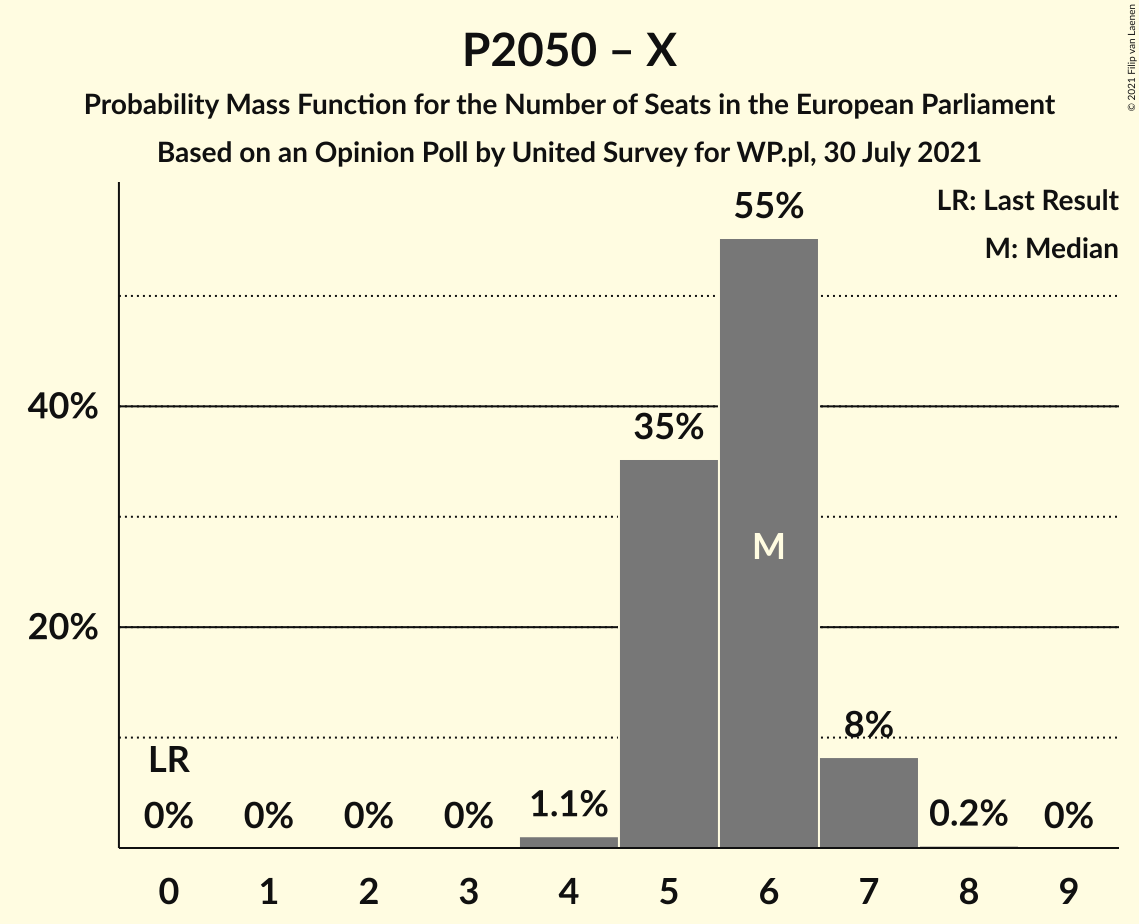 P2050 – X
Probability Mass Function for the Number of Seats in the European Parliament
Based on an Opinion Poll by United Survey for WP.pl, 30 July 2021
© 2021 Filip van Laenen
LR: Last Result
M: Median
55%
40%
35%
M
20%
8%
LR
0%
0%
0%
0%
1.1%
0.2%
0%
0 1 2 3 4 5 6 7 8 9